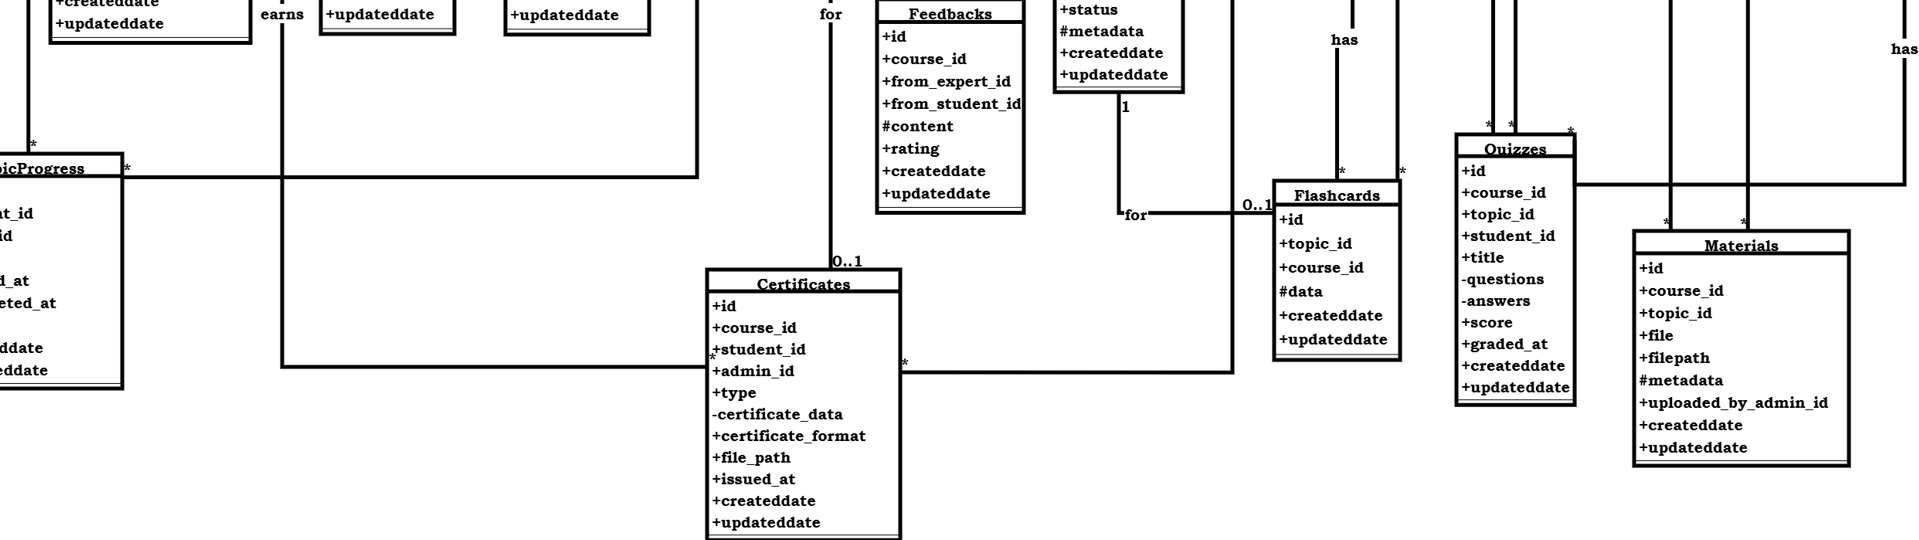 +createddate
+updateddate
earns
+updateddate
+updateddate
for
Feedbacks
+id
+course_id
+from_expert_id
+from_student_id
#content
+rating
+createddate
+updateddate
+status
#metadata
+createddate
+updateddate
1
for
0..1
has
*
*
Flashcards
+id
+topic_id
+course_id
#data
+createddate
+updateddate
*
*
*
Quizzes
+id
+course_id
+topic_id
+student_id
+title
-questions
-answers
+score
+graded_at
+createddate
+updateddate
has
*
*
Materials
+id
+course_id
+topic_id
+file
+filepath
#metadata
+uploaded_by_admin_id
+createddate
+updateddate
*
*
picProgress
t_id
id
d_at
eted_at
ddate
eddate
0..1
Certificates
+id
+course_id
+student_id
*
*
+admin_id
+type
-certificate_data
+certificate_format
+file_path
+issued_at
+createddate
+updateddate